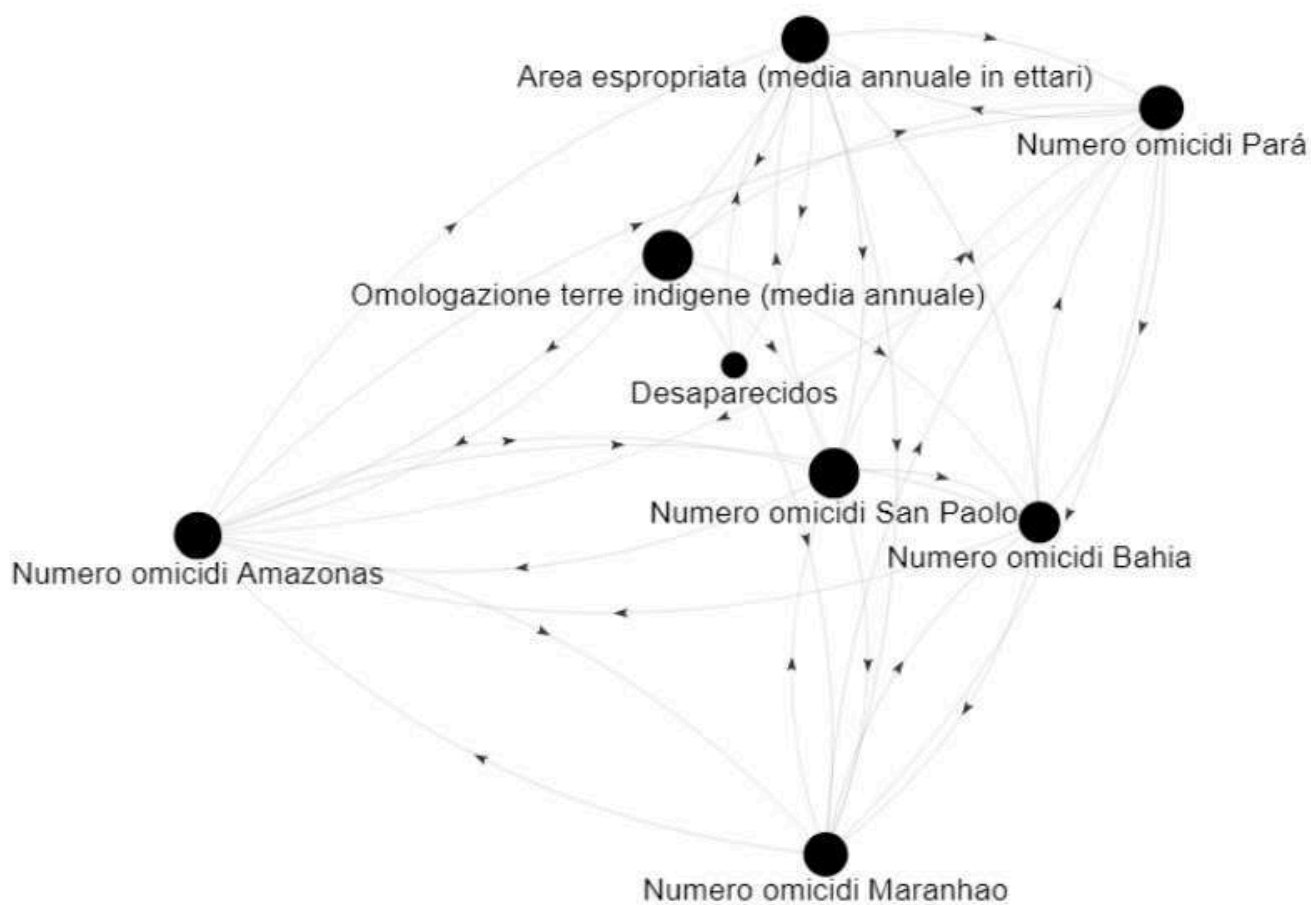 Area espropriata (media annuale in ettari)
Numero omicidi Pará
Omologazione terre indigene (media annuale)
Desaparecidos
Numero omicidi San Paolo
Numero omicidi Bahia
Numero omicidi Amazonas
Numero omicidi Maranhao